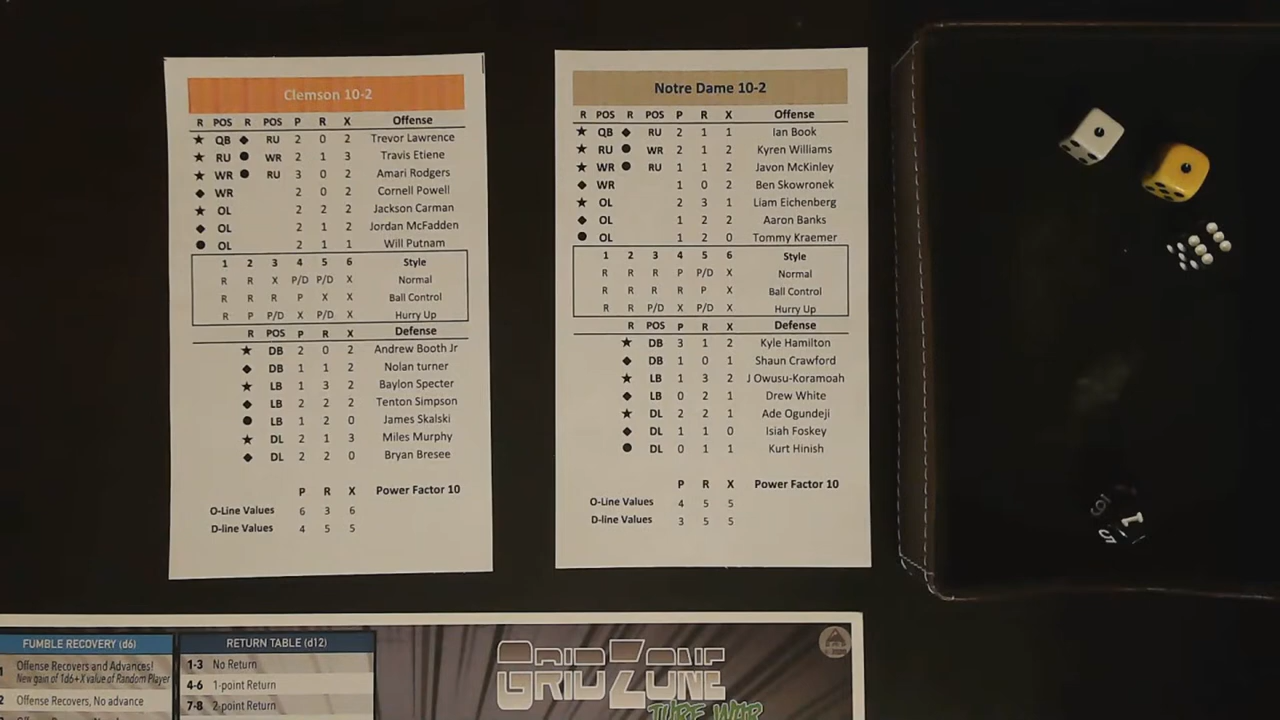 Clemson 10-2
R POS R POS P R X Offense
★ QB ◆ RU 2 0 2 Trevor Lawrence
★ RU ● WR 2 1 3 Travis Etiene
★ WR ● RU 3 0 2 Amari Rodgers
◆ WR 2 0 2 Cornell Powell
★ OL 2 2 2 Jackson Carman
◆ OL 2 1 2 Jordan McFadden
● OL 2 1 1 Will Putnam
1 2 3 4 5 6 Style
R R X P/D P/D X Normal
R R R P X X Ball Control
R P P/D X P/D X Hurry Up
R POS P R X Defense
★ DB 2 0 2 Andrew Booth Jr
◆ DB 1 1 2 Nolan turner
★ LB 1 3 2 Baylon Specter
◆ LB 2 2 2 Tenton Simpson
● LB 1 2 0 James Skalski
★ DL 2 1 3 Miles Murphy
◆ DL 2 2 0 Bryan Bresee
P R X Power Factor 10
O-Line Values 6 3 6
D-line Values 4 5 5
Notre Dame 10-2
R POS R POS P R X Offense
★ QB ◆ RU 2 1 1 Ian Book
★ RU ● WR 2 1 2 Kyren Williams
★ WR ● RU 1 1 2 Javon McKinley
◆ WR 1 0 2 Ben Skowronek
★ OL 2 3 1 Liam Eichenberg
◆ OL 1 2 2 Aaron Banks
● OL 1 2 0 Tommy Kraemer
1 2 3 4 5 6 Style
R R R P P/D X Normal
R R R R P X Ball Control
R R P/D X P/D X Hurry Up
R POS P R X Defense
★ DB 3 1 2 Kyle Hamilton
◆ DB 1 0 1 Shaun Crawford
★ LB 1 3 2 J Owusu-Koramoah
◆ LB 0 2 1 Drew White
★ DL 2 2 1 Ade Ogundeji
◆ DL 1 1 0 Isiah Foskey
● DL 0 1 1 Kurt Hinish
P R X Power Factor 10
O-Line Values 4 5 5
D-line Values 3 5 5
FUMBLE RECOVERY (d6)
1 Offense Recovers and Advances!
New gain of 1d6+X value of Random Player
2 Offense Recovers, No advance
RETURN TABLE (d12)
1-3 No Return
4-6 1-point Return
7-8 2-point Return
GRIDZONE
TURF WAR